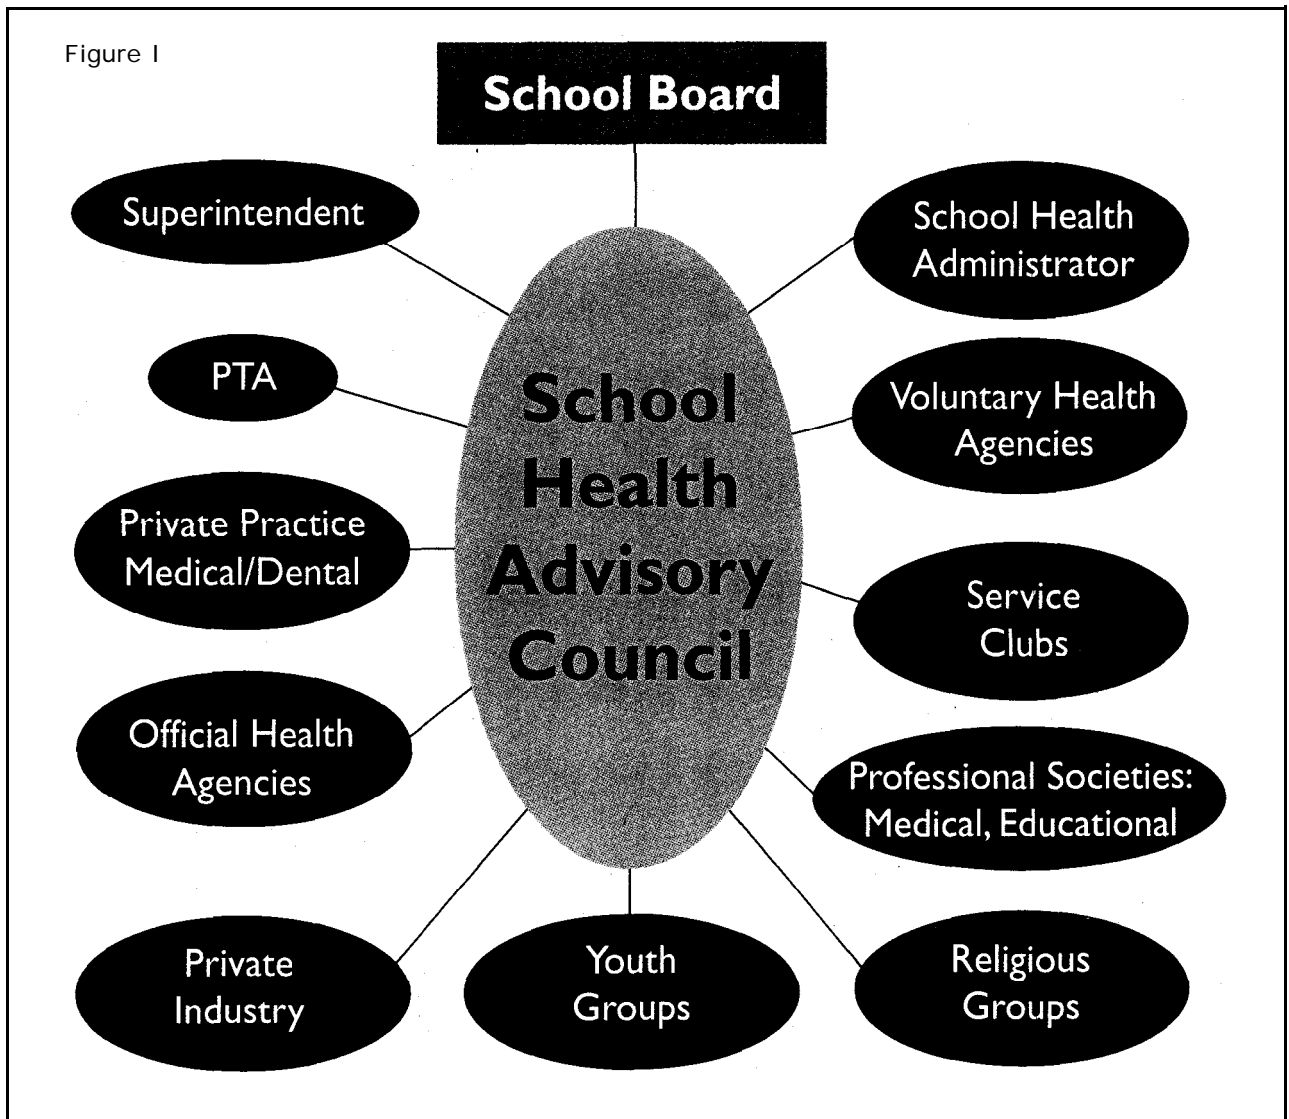 Figure I
School Board
Superintendent
School Health
Administrator
PTA
Voluntary Health
Agencies
School
Health
Advisory
Council
Private Practice
Medical/Dental
Service
Clubs
Official Health
Agencies
Professional Societies:
Medical, Educational
Private
Industry
Youth
Groups
Religious
Groups